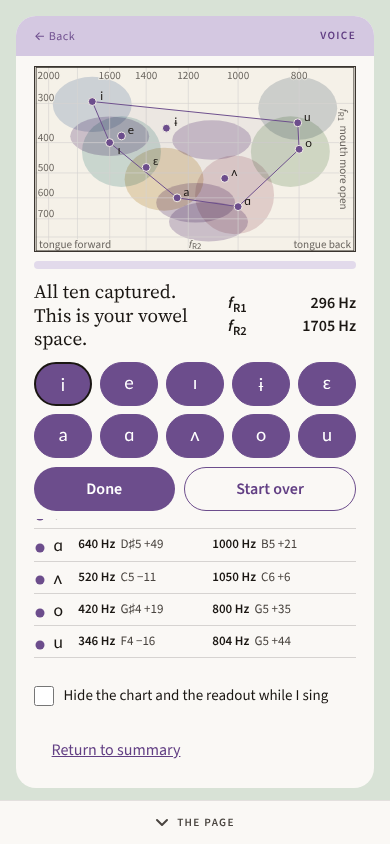 ← Back
VOICE
2000 1600 1400 1200 1000 800
300
400
500
600
700
i
ɨ
e
ɪ
ɛ
a
ʌ
ɑ
u
o
fR1 mouth more open
tongue forward
fR2
tongue back
All ten captured.
This is your vowel
space.
fR1 296 Hz
fR2 1705 Hz
i e ɪ ɨ ɛ
a ɑ ʌ o u
Done
Start over
ɑ 640 Hz D♯5 +49 1000 Hz B5 +21
ʌ 520 Hz C5 −11 1050 Hz C6 +6
o 420 Hz G♯4 +19 800 Hz G5 +35
u 346 Hz F4 −16 804 Hz G5 +44
Hide the chart and the readout while I sing
Return to summary
THE PAGE